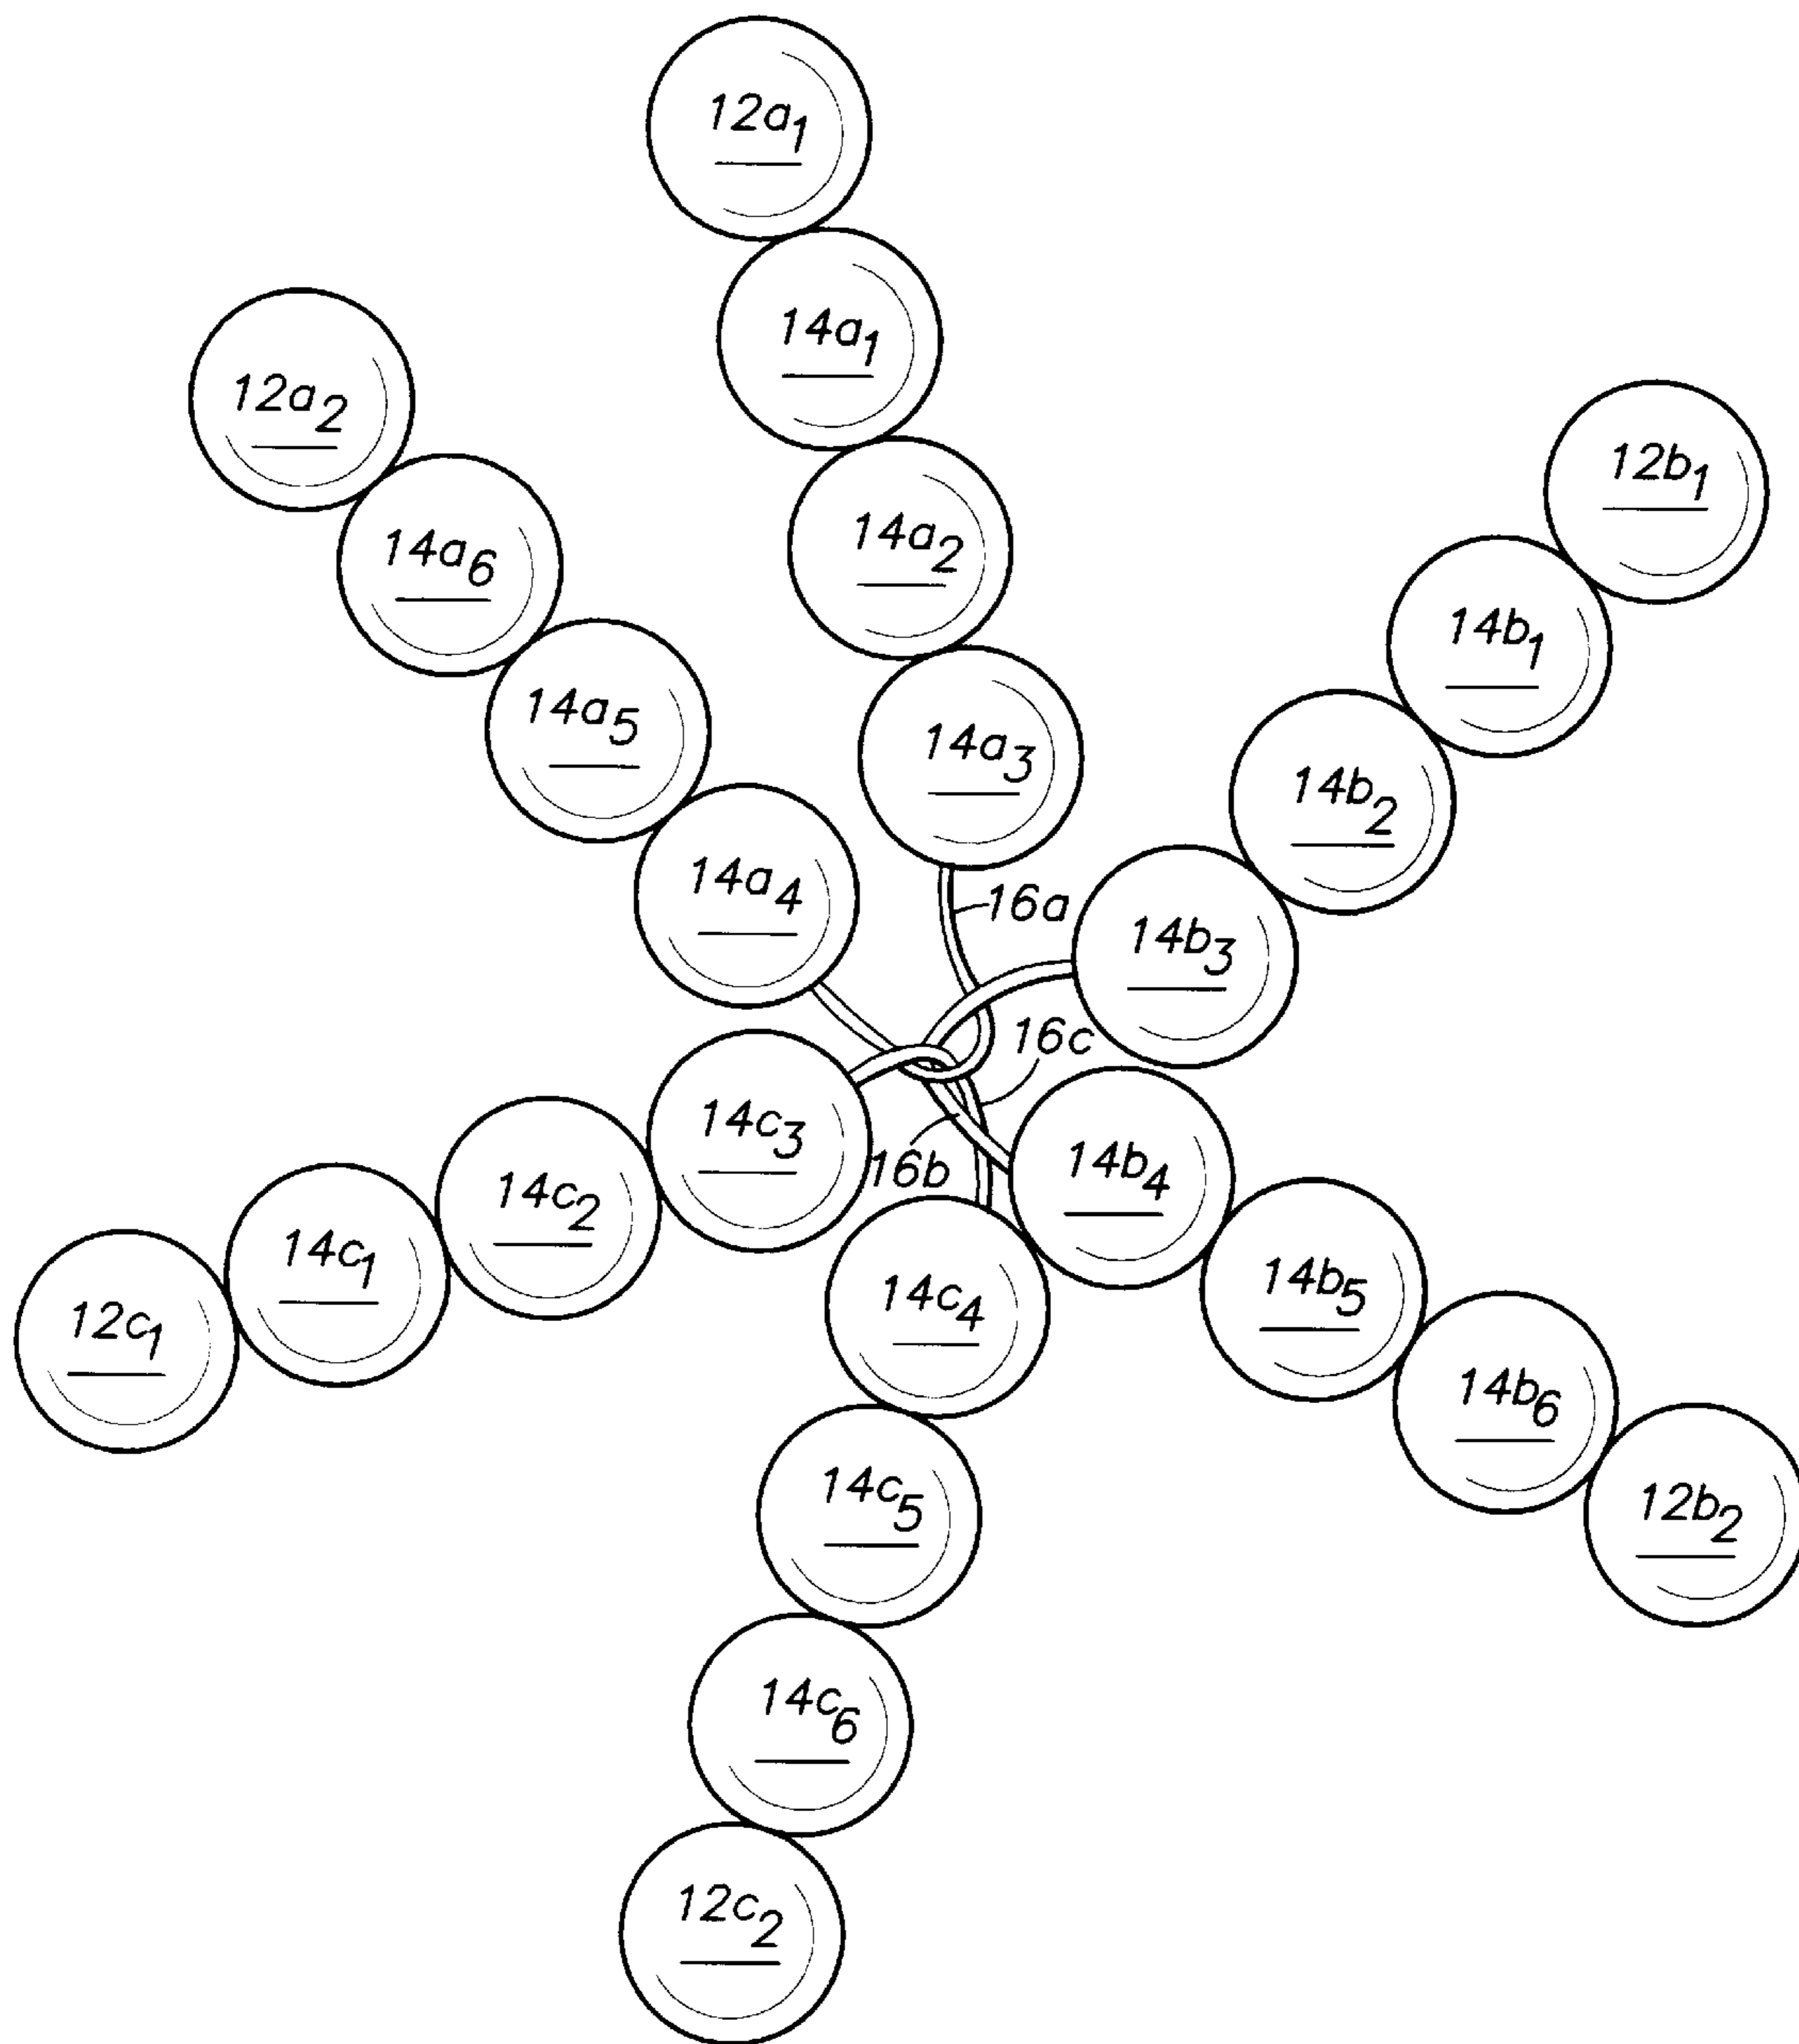 12a₁
14a₁
12a₂
14a₂
12b₁
14a₆
14b₁
14a₅
14a₃
14b₂
14a₄
16a
14b₃
16c
14c₃
14b₄
16b
14c₂
14c₁
14b₅
14c₄
12c₁
14b₆
14c₅
12b₂
14c₆
12c₂